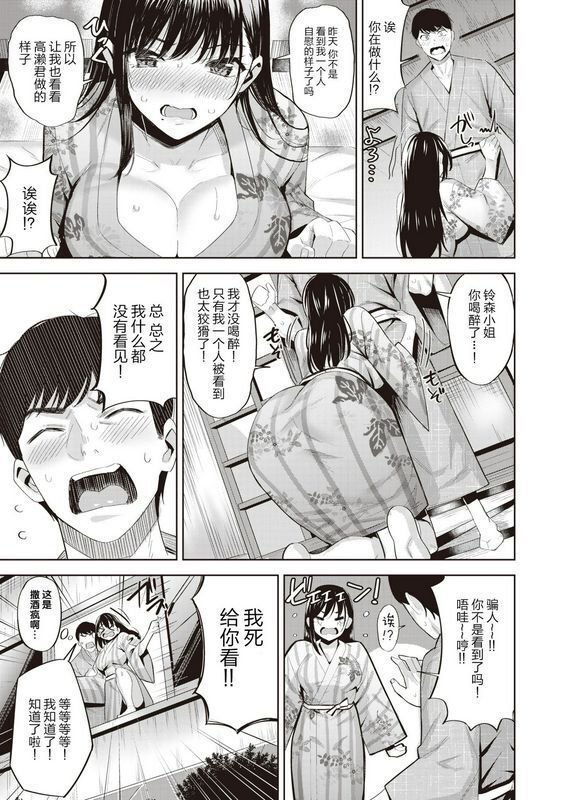 诶
你在做什么!?
がしっ
よろ…
昨天 你不是
看到我一个人
自慰的样子了吗
所以
让我也看看
高濑君做的
样子
诶诶!?
铃森小姐
你喝醉了…!
我才没喝醉!
只有我一个人被看到
也太狡猾了!
总 总之
我什么都
没有看见!
骗人~!!
你不是看到了吗!
唔哇~~哼!!
诶!?
我死
给你看!!
这是
撒酒疯啊…
等等等等!
我知道了!
知道了啦!